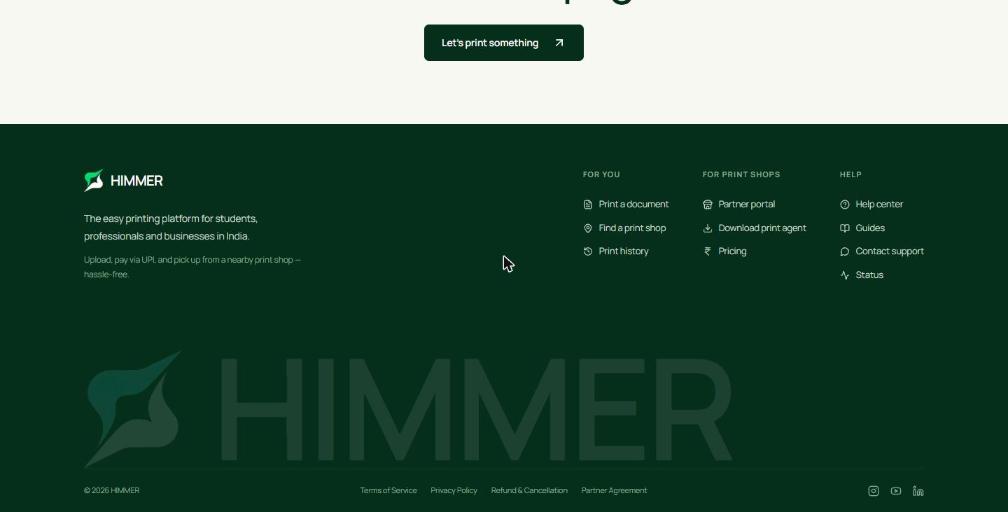 Let's print something
HIMMER
The easy printing platform for students,
professionals and businesses in India.
Upload, pay via UPI, and pick up from a nearby print shop —
hassle-free.
FOR YOU
Print a document
Find a print shop
Print history
FOR PRINT SHOPS
Partner portal
Download print agent
Pricing
HELP
Help center
Guides
Contact support
Status
HIMMER
© 2026 HIMMER
Terms of Service
Privacy Policy
Refund & Cancellation
Partner Agreement